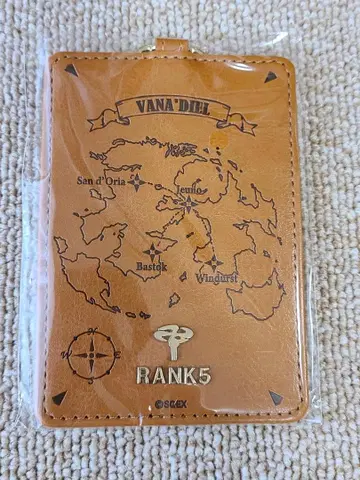 VANA'DIEL
San d'Oria
Jeuno
Bastok
Windurst
N
W E
S
RANK5
©SQEX